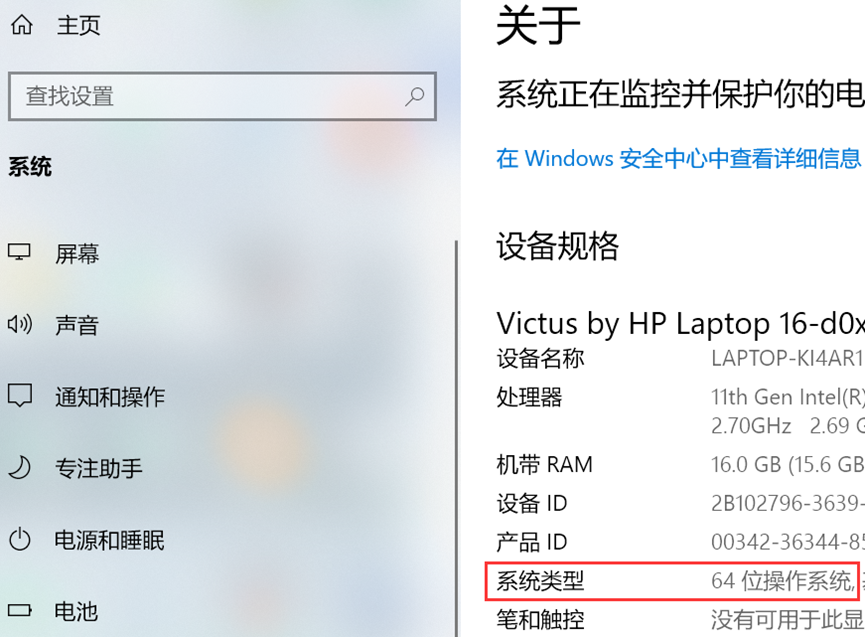 主页
查找设置
系统
屏幕
声音
通知和操作
专注助手
电源和睡眠
电池
关于
系统正在监控并保护你的电
在 Windows 安全中心中查看详细信息
设备规格
Victus by HP Laptop 16-d0x
设备名称 LAPTOP-KI4AR1
处理器 11th Gen Intel(R)
2.70GHz 2.69 G
机带 RAM 16.0 GB (15.6 GB
设备 ID 2B102796-3639-
产品 ID 00342-36344-85
系统类型 64 位操作系统,
笔和触控 没有可用于此显